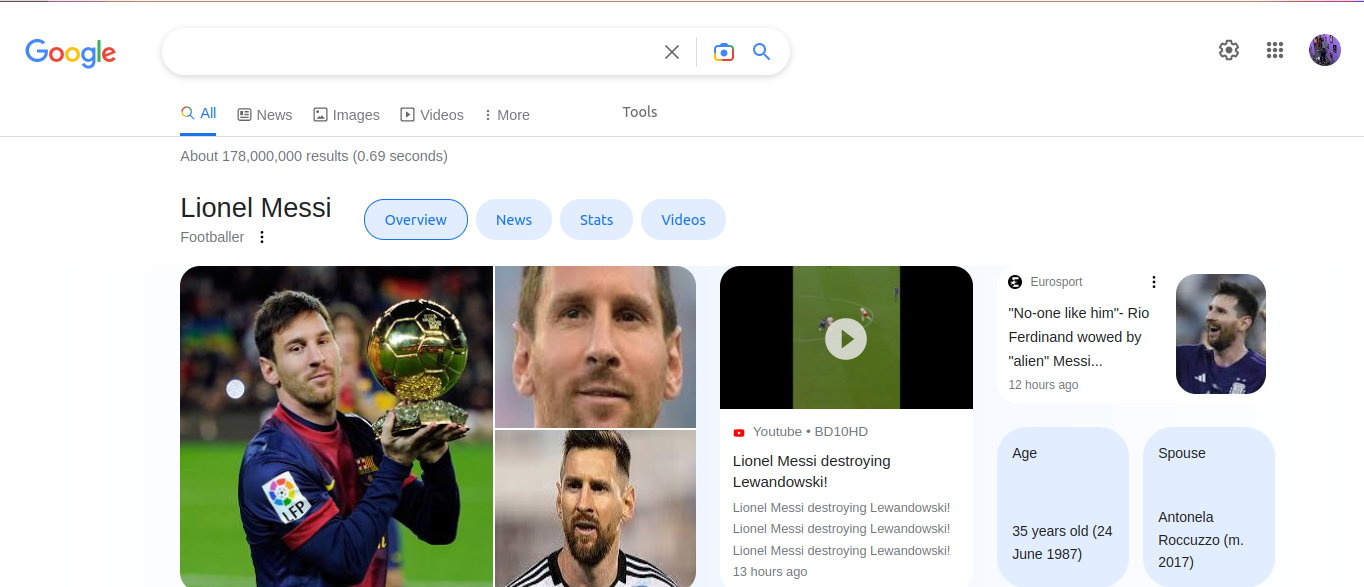 Google
All
News
Images
Videos
More
Tools
About 178,000,000 results (0.69 seconds)
Lionel Messi
Footballer
Overview
News
Stats
Videos
LFP
Youtube • BD10HD
Lionel Messi destroying
Lewandowski!
Lionel Messi destroying Lewandowski!
Lionel Messi destroying Lewandowski!
Lionel Messi destroying Lewandowski!
13 hours ago
Eurosport
"No-one like him"- Rio
Ferdinand wowed by
"alien" Messi...
12 hours ago
Age
35 years old (24
June 1987)
Spouse
Antonela
Roccuzzo (m.
2017)